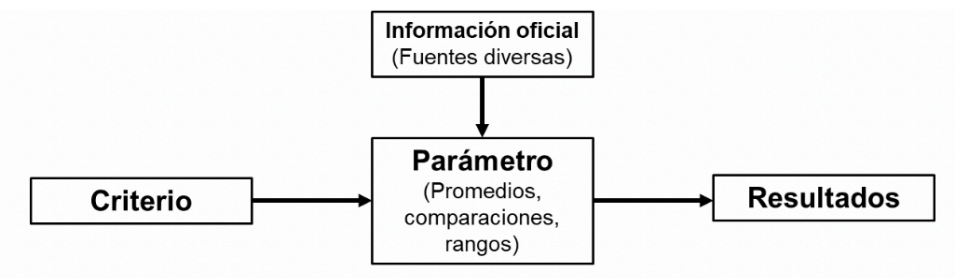 Información oficial
(Fuentes diversas)
Criterio
Parámetro
(Promedios,
comparaciones,
rangos)
Resultados